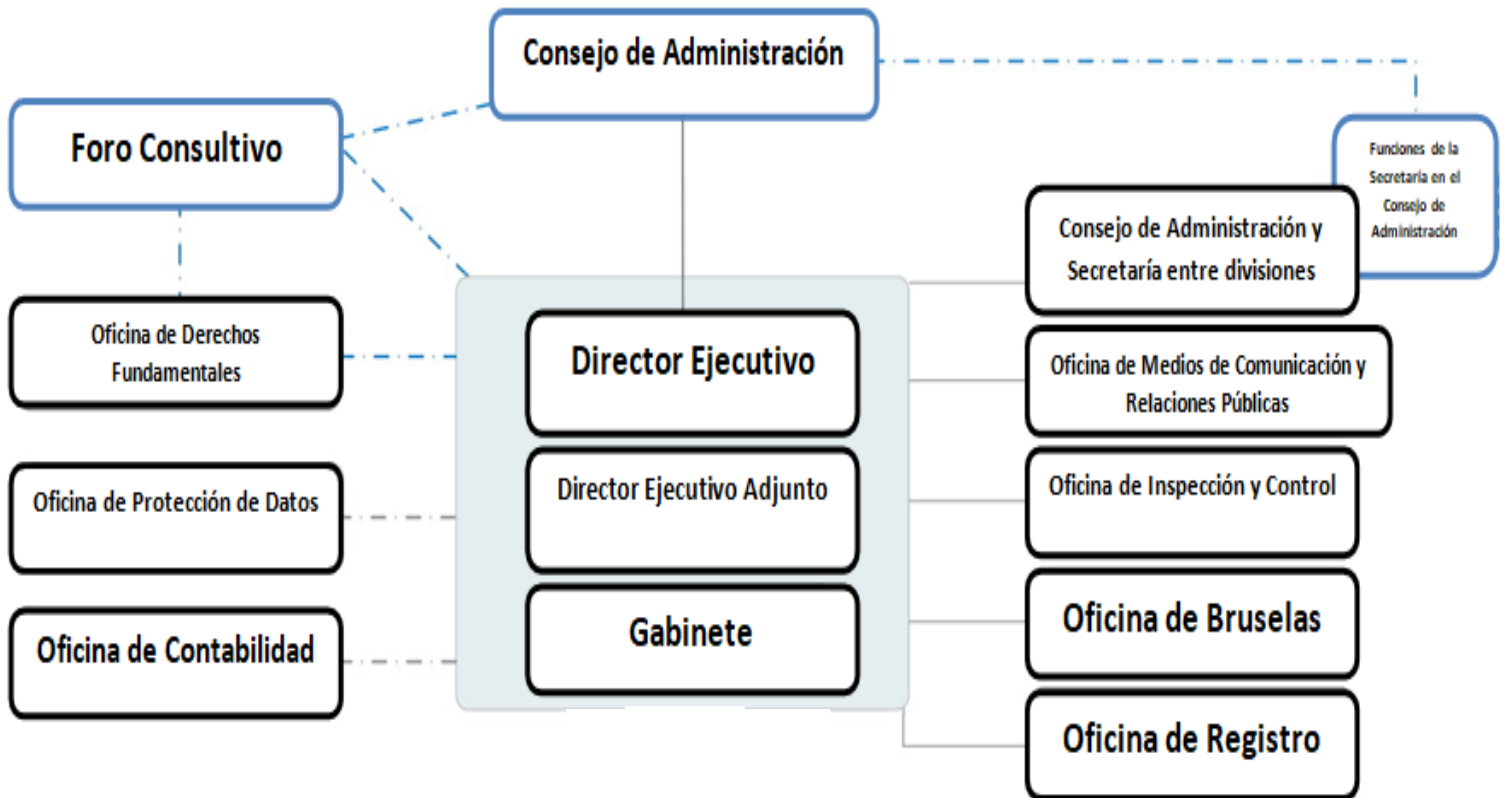 Consejo de Administración
Foro Consultivo
Funciones de la
Secretaría en el
Consejo de
Administración
Consejo de Administración y
Secretaría entre divisiones
Oficina de Derechos
Fundamentales
Director Ejecutivo
Oficina de Medios de Comunicación y
Relaciones Públicas
Oficina de Protección de Datos
Director Ejecutivo Adjunto
Oficina de Inspección y Control
Oficina de Contabilidad
Gabinete
Oficina de Bruselas
Oficina de Registro